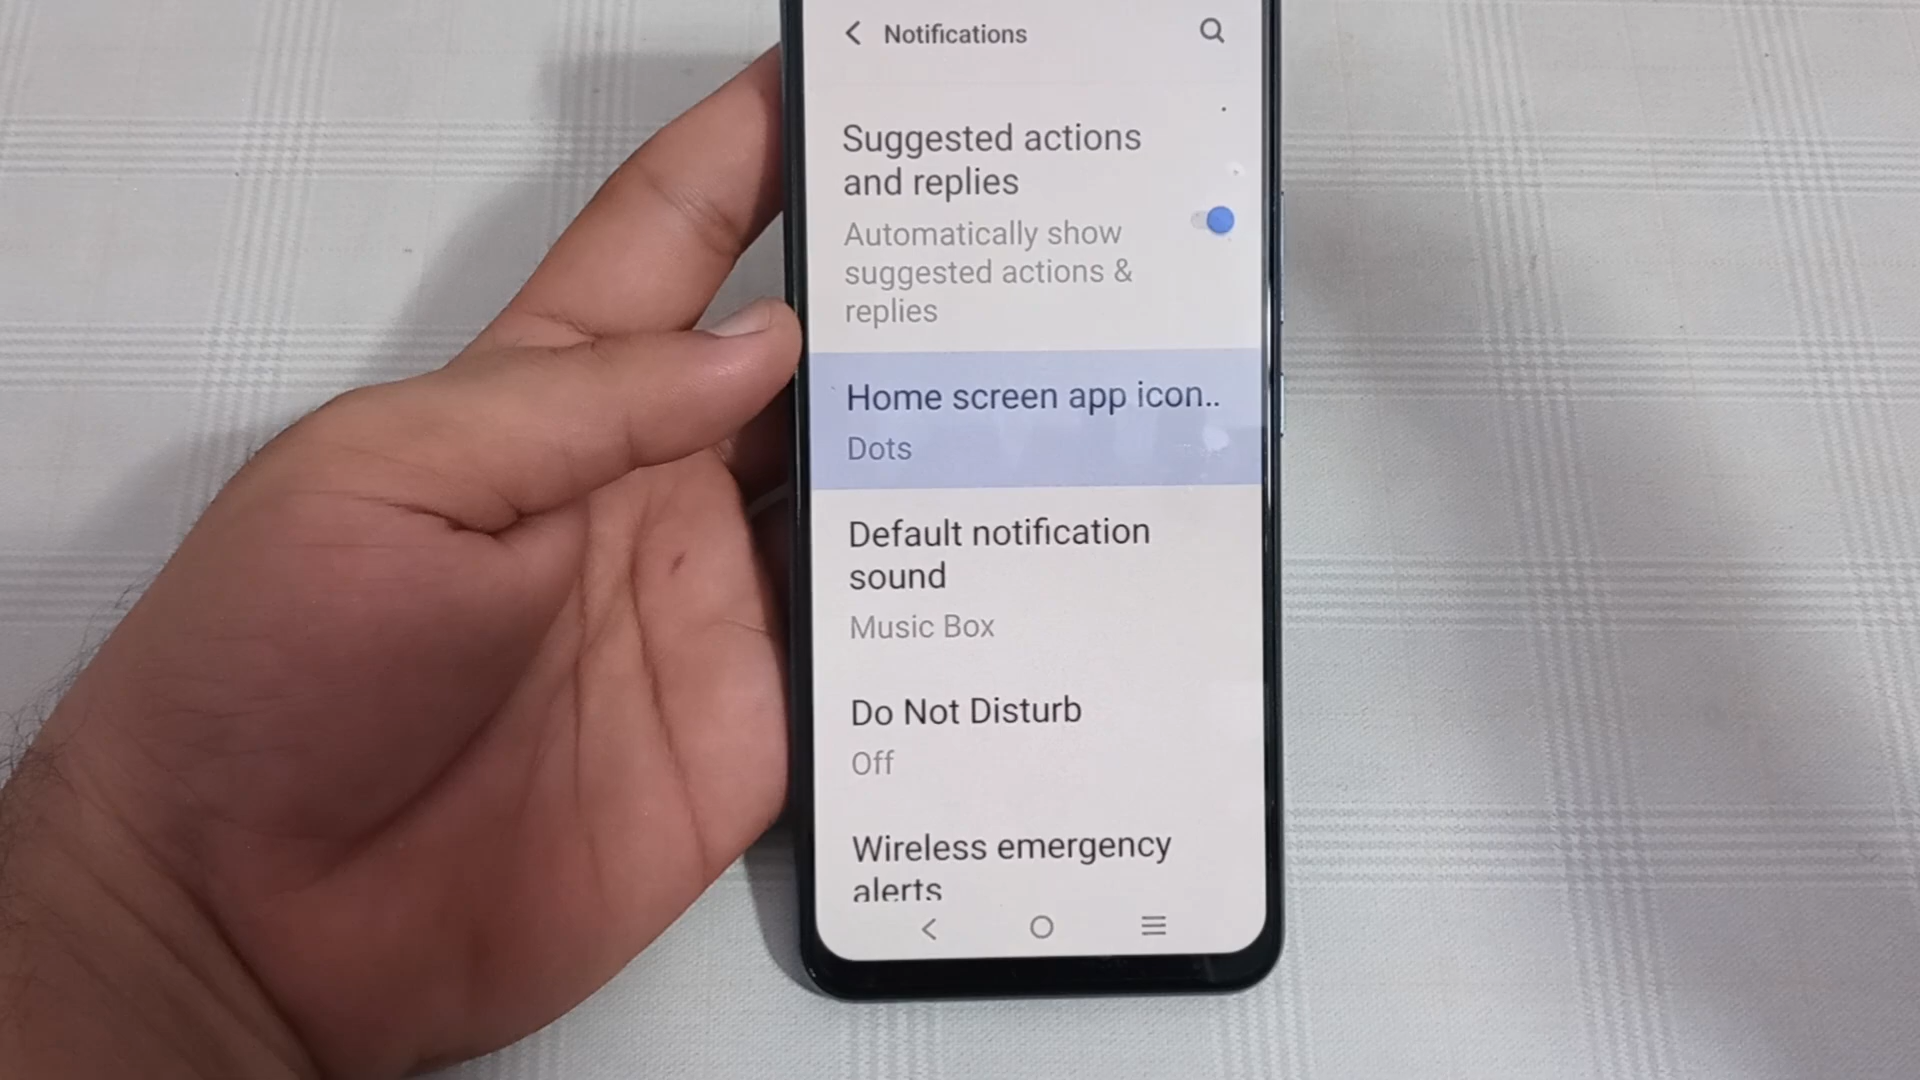 Notifications
Suggested actions
and replies
Automatically show
suggested actions &
replies
Home screen app icon..
Dots
Default notification
sound
Music Box
Do Not Disturb
Off
Wireless emergency
alerts